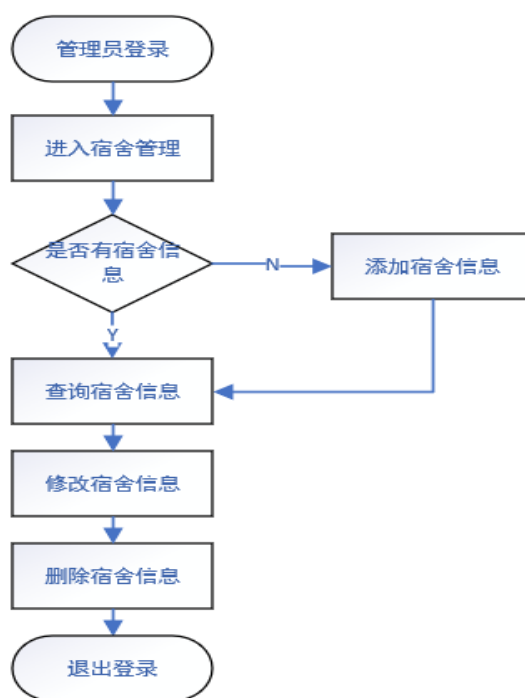 管理员登录
进入宿舍管理
是否有宿舍信
息
N
添加宿舍信息
Y
查询宿舍信息
修改宿舍信息
删除宿舍信息
退出登录